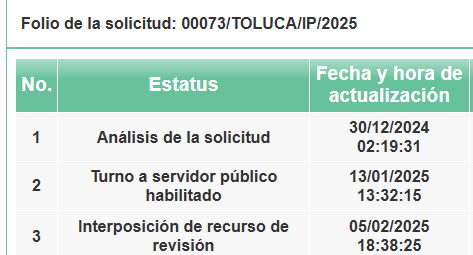 Folio de la solicitud: 00073/TOLUCA/IP/2025
No. Estatus Fecha y hora de
actualización
1 Análisis de la solicitud 30/12/2024
02:19:31
2 Turno a servidor público
habilitado 13/01/2025
13:32:15
3 Interposición de recurso de
revisión 05/02/2025
18:38:25